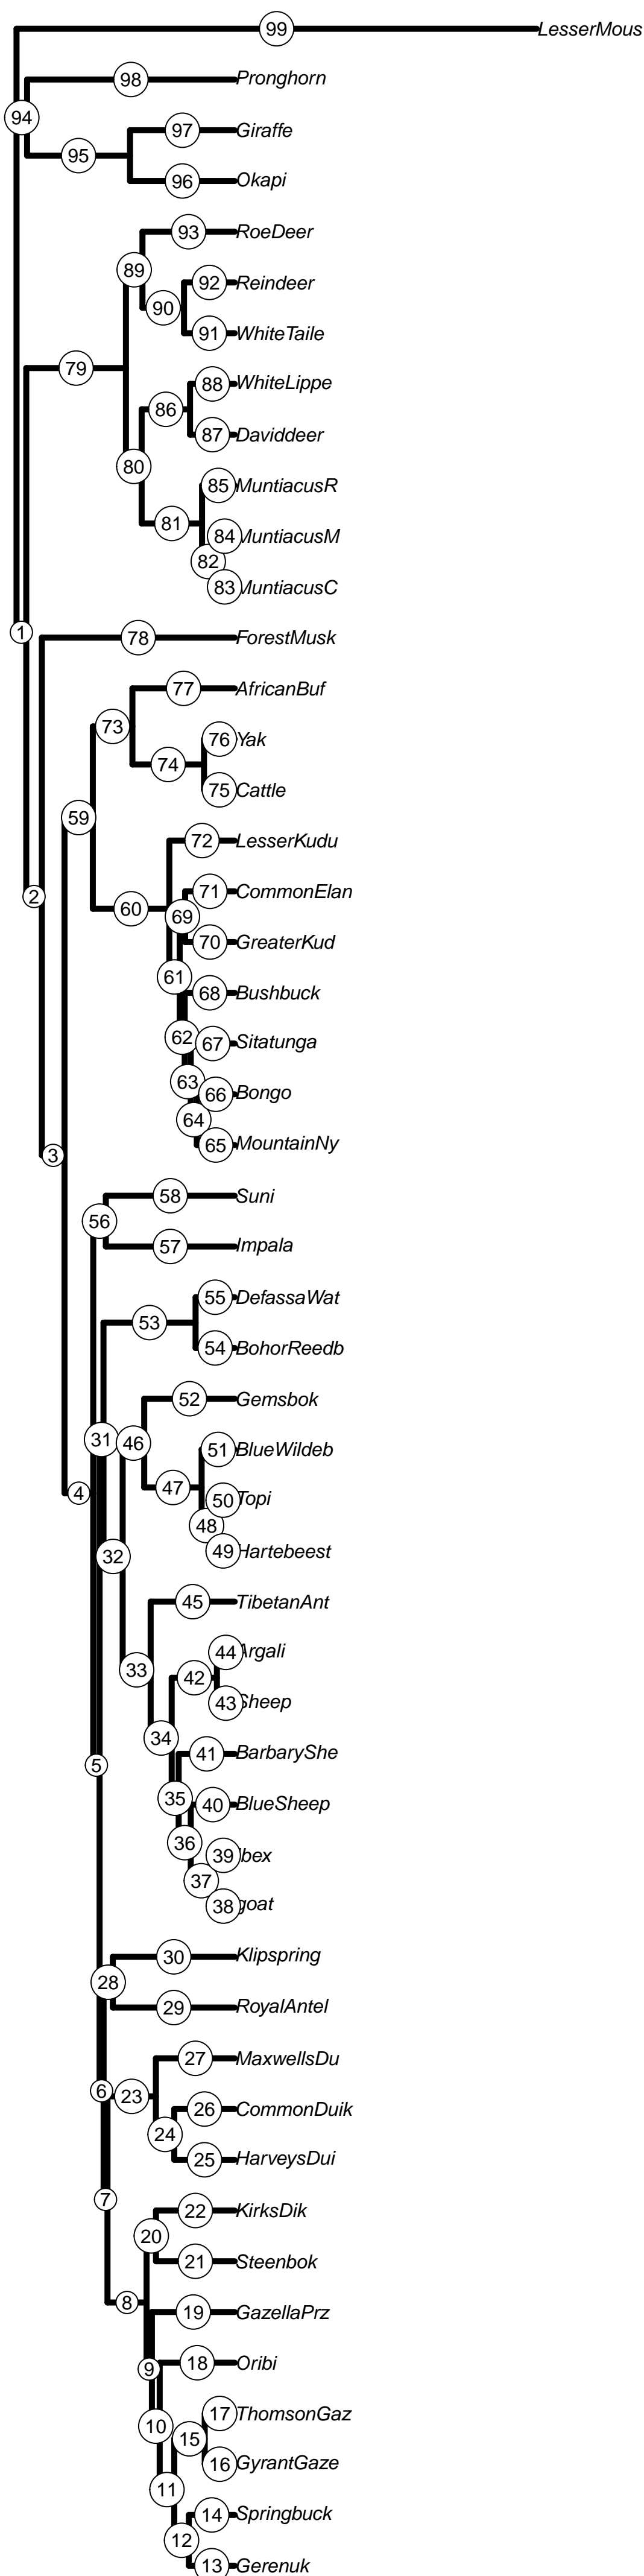 99 LesserMous
98 Pronghorn
94
97 Giraffe
95
96 Okapi
93 RoeDeer
89
92 Reindeer
90
91 WhiteTaile
79
88 WhiteLippe
86
87 Daviddeer
80
85 MuntiacusR
81
84 MuntiacusM
82
83 MuntiacusC
1
78 ForestMusk
77 AfricanBuf
73
76 Yak
74
75 Cattle
59
72 LesserKudu
71 CommonElan
2
60
69
70 GreaterKud
61
68 Bushbuck
62
67 Sitatunga
63
66 Bongo
64
65 MountainNy
3
58 Suni
56
57 Impala
55 DefassaWat
53
54 BohorReedb
52 Gemsbok
31
46
51 BlueWildeb
47
4
50 Topi
48
49 Hartebeest
32
45 TibetanAnt
44 Argali
33
42
43 Sheep
34
41 BarbaryShe
5
35
40 BlueSheep
36
39 Ibex
37
38 goat
30 Klipspring
28
29 RoyalAntel
27 MaxwellsDu
6
23
26 CommonDuik
24
25 HarveysDui
7
22 KirksDik
20
21 Steenbok
8
19 GazellaPrz
18 Oribi
9
17 ThomsonGaz
10
15
16 GyrantGaze
11
14 Springbuck
12
13 Gerenuk